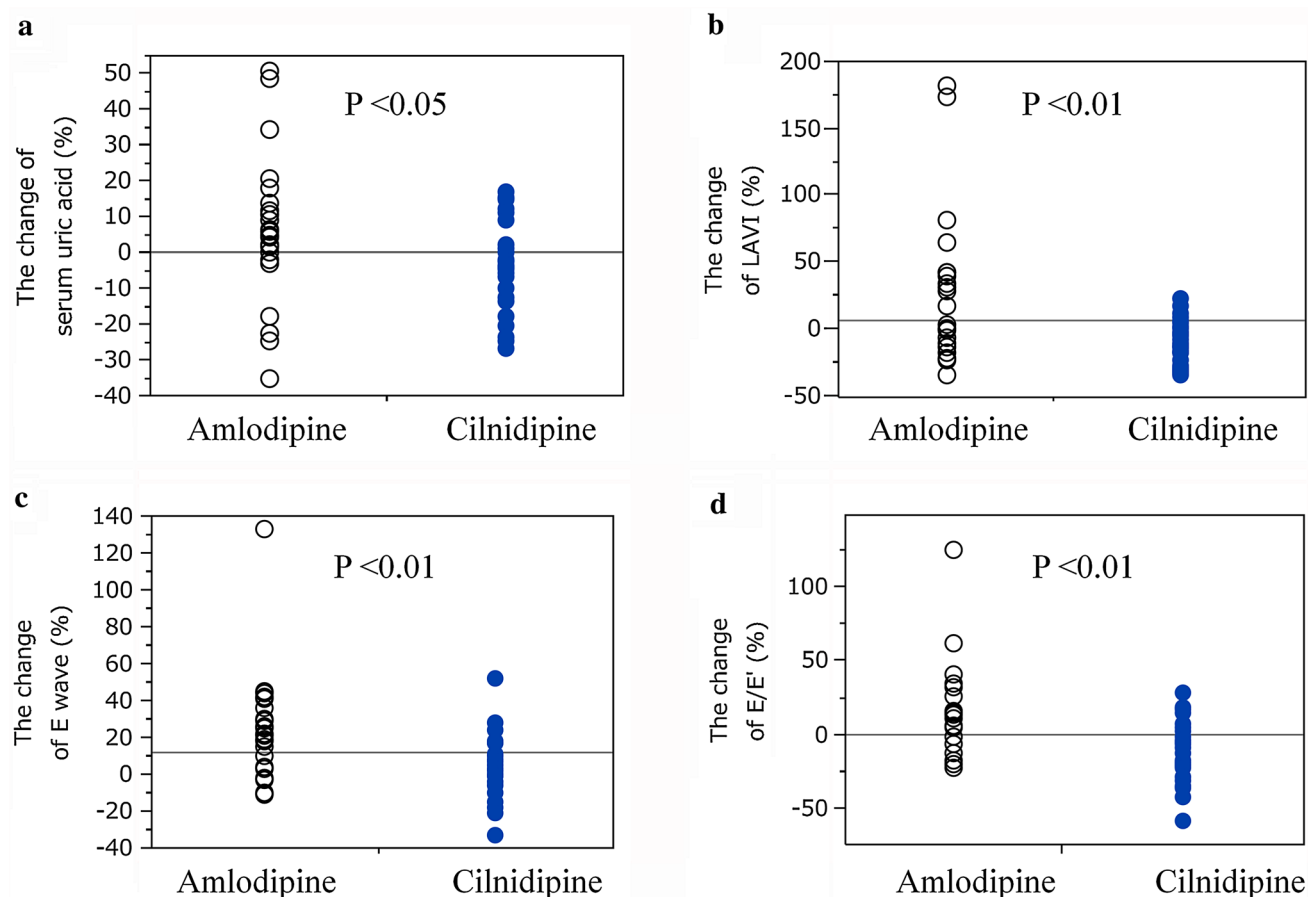 a
The change of
serum uric acid (%)
50
40
30
20
10
0
-10
-20
-30
-40
P <0.05
Amlodipine
Cilnidipine
b
The change
of LAVI (%)
200
150
100
50
0
-50
P <0.01
Amlodipine
Cilnidipine
c
The change
of E wave (%)
140
120
100
80
60
40
20
0
-20
-40
P <0.01
Amlodipine
Cilnidipine
d
The change
of E/E' (%)
100
50
0
-50
P <0.01
Amlodipine
Cilnidipine